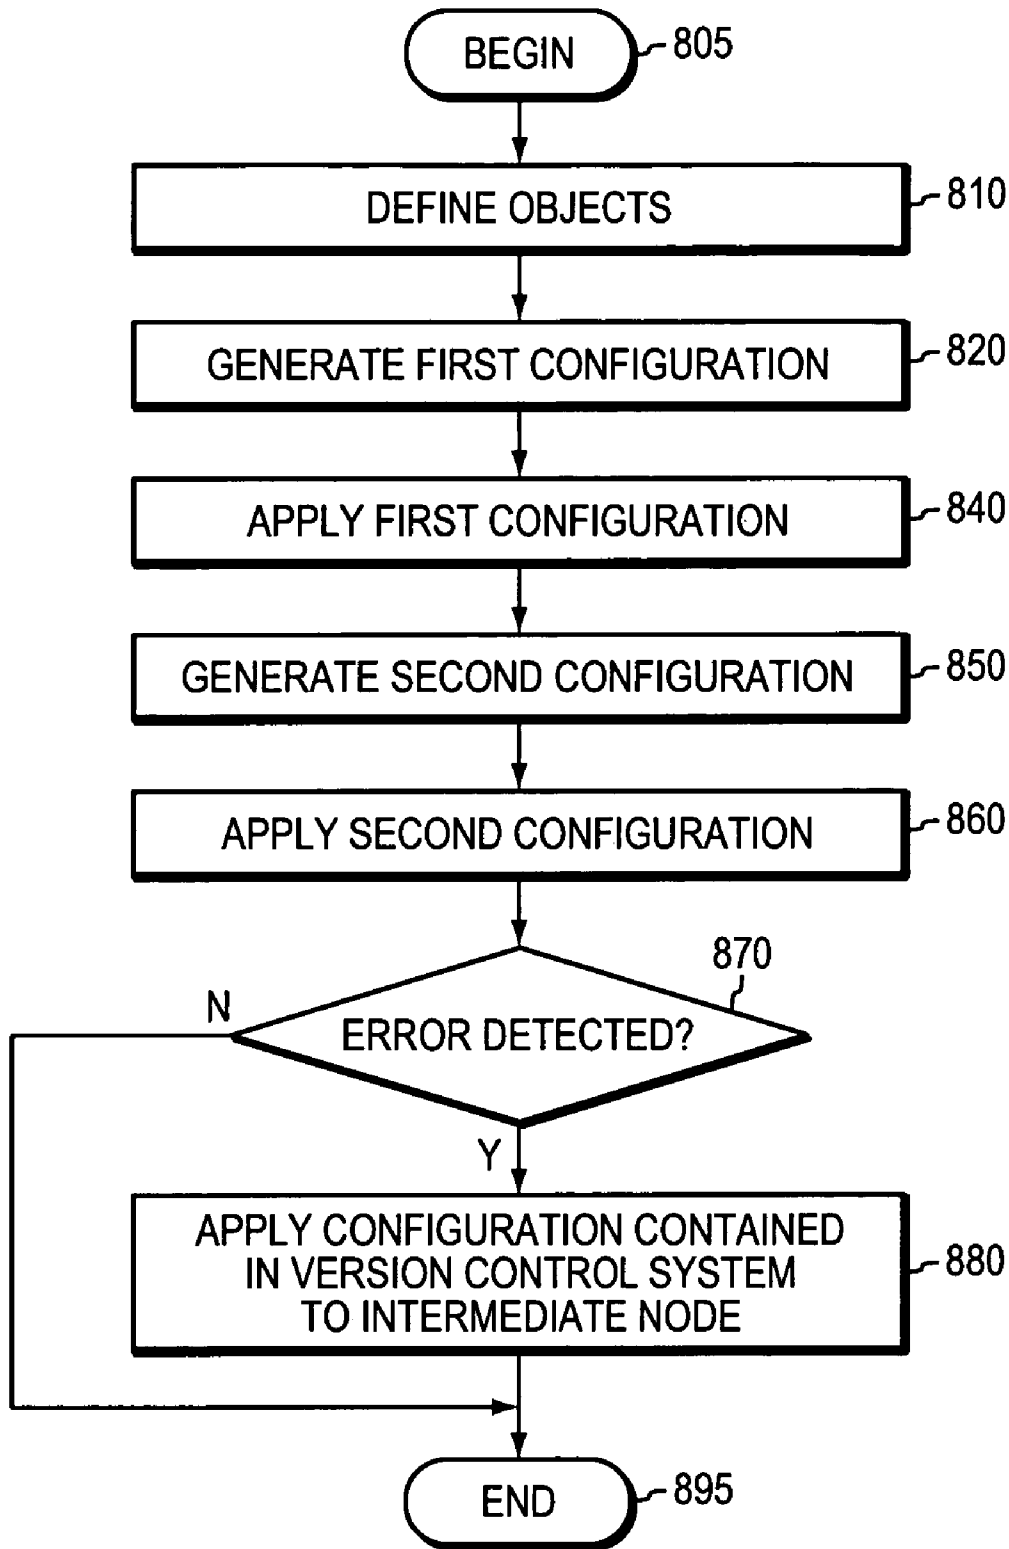 BEGIN
805
DEFINE OBJECTS
810
GENERATE FIRST CONFIGURATION
820
APPLY FIRST CONFIGURATION
840
GENERATE SECOND CONFIGURATION
850
APPLY SECOND CONFIGURATION
860
870
N
ERROR DETECTED?
Y
APPLY CONFIGURATION CONTAINED
IN VERSION CONTROL SYSTEM
TO INTERMEDIATE NODE
880
END
895